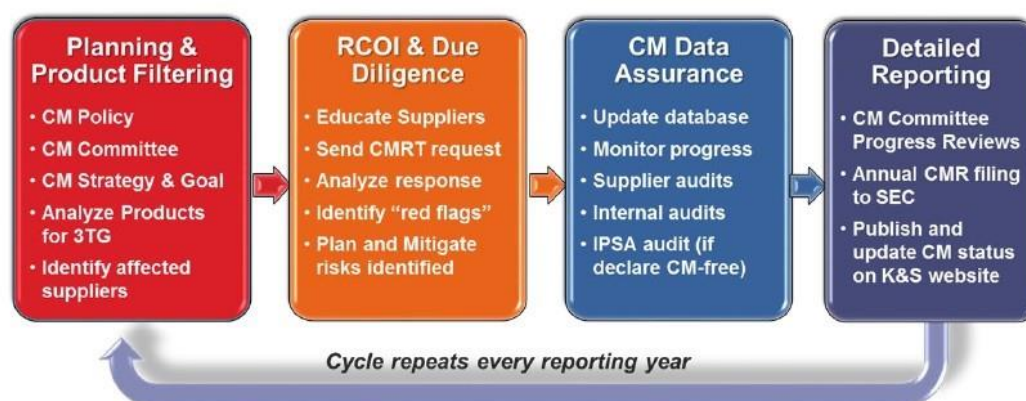 Planning &
Product Filtering
• CM Policy
• CM Committee
• CM Strategy & Goal
• Analyze Products
for 3TG
• Identify affected
suppliers
RCOI & Due
Diligence
• Educate Suppliers
• Send CMRT request
• Analyze response
• Identify “red flags”
• Plan and Mitigate
risks identified
CM Data
Assurance
• Update database
• Monitor progress
• Supplier audits
• Internal audits
• IPSA audit (if
declare CM-free)
Detailed
Reporting
• CM Committee
Progress Reviews
• Annual CMR filing
to SEC
• Publish and
update CM status
on K&S website
Cycle repeats every reporting year